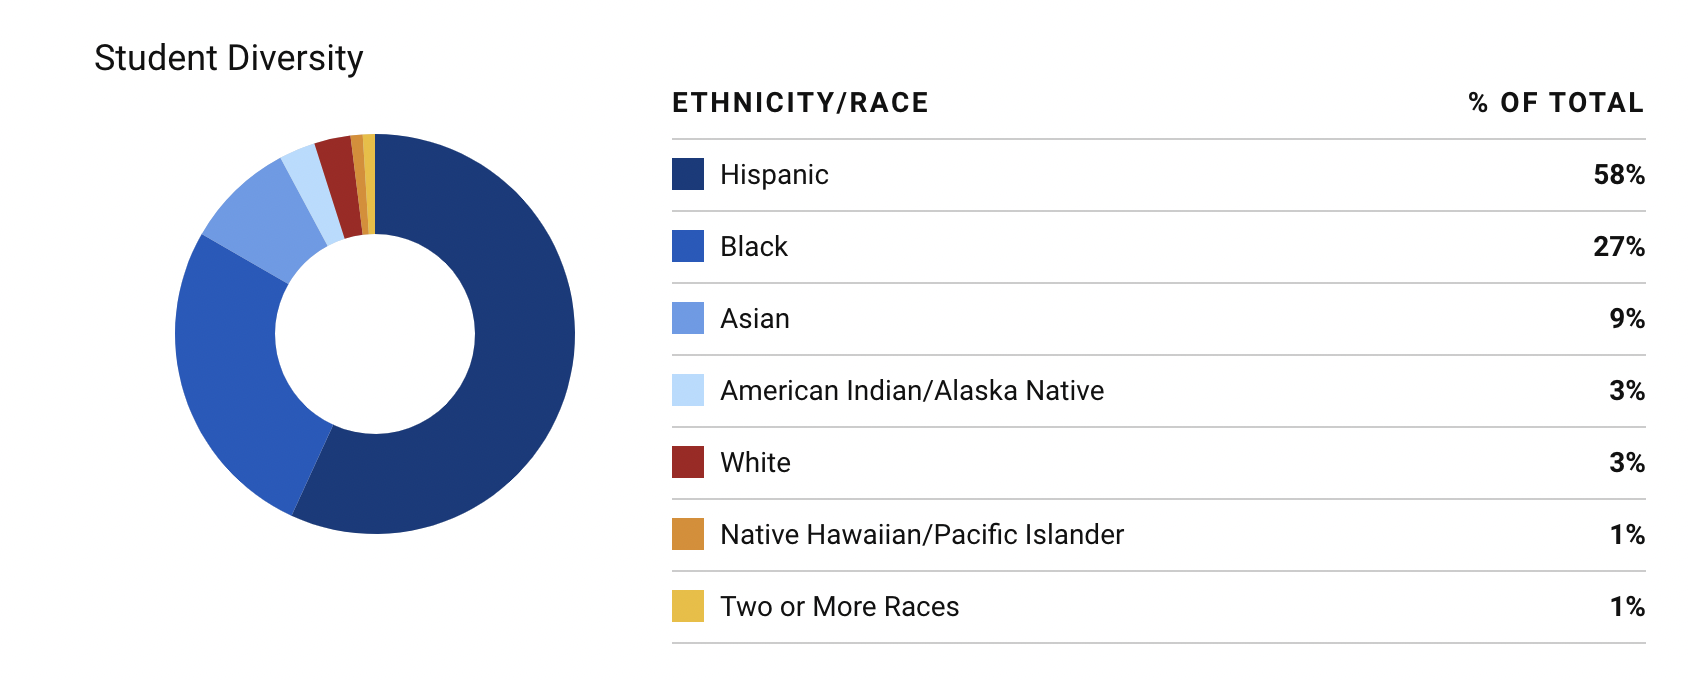 Student Diversity
ETHNICITY/RACE % OF TOTAL
Hispanic 58%
Black 27%
Asian 9%
American Indian/Alaska Native 3%
White 3%
Native Hawaiian/Pacific Islander 1%
Two or More Races 1%